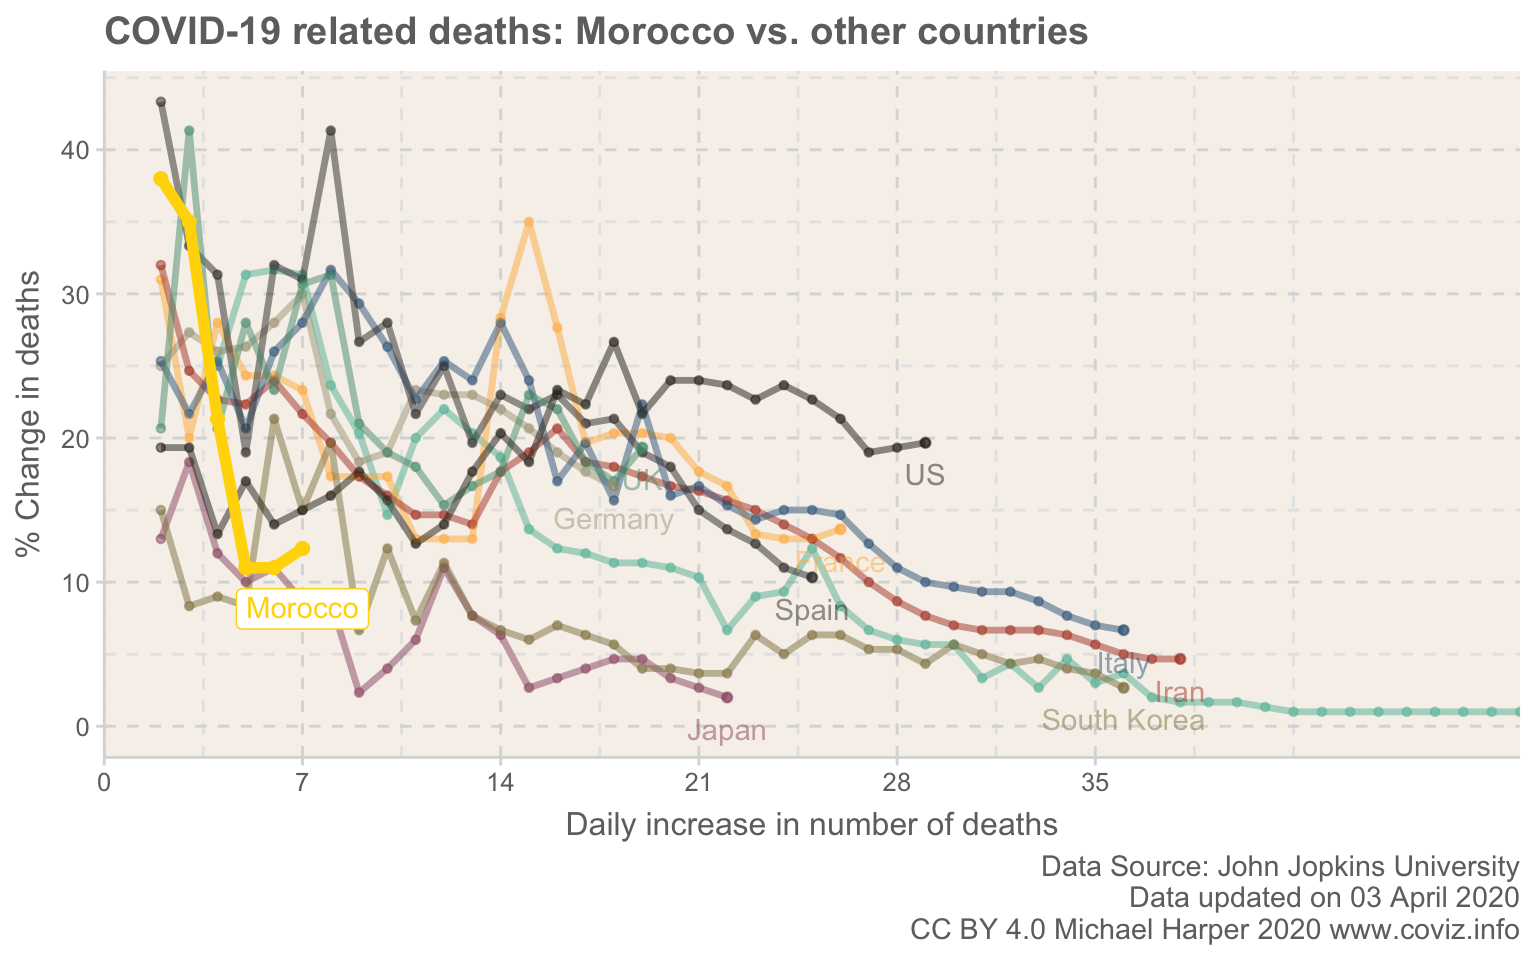 COVID-19 related deaths: Morocco vs. other countries
% Change in deaths
40
30
20
10
0
US
UK
Germany
France
Spain
Morocco
Italy
Iran
South Korea
Japan
0 7 14 21 28 35
Daily increase in number of deaths
Data Source: John Jopkins University
Data updated on 03 April 2020
CC BY 4.0 Michael Harper 2020 www.coviz.info